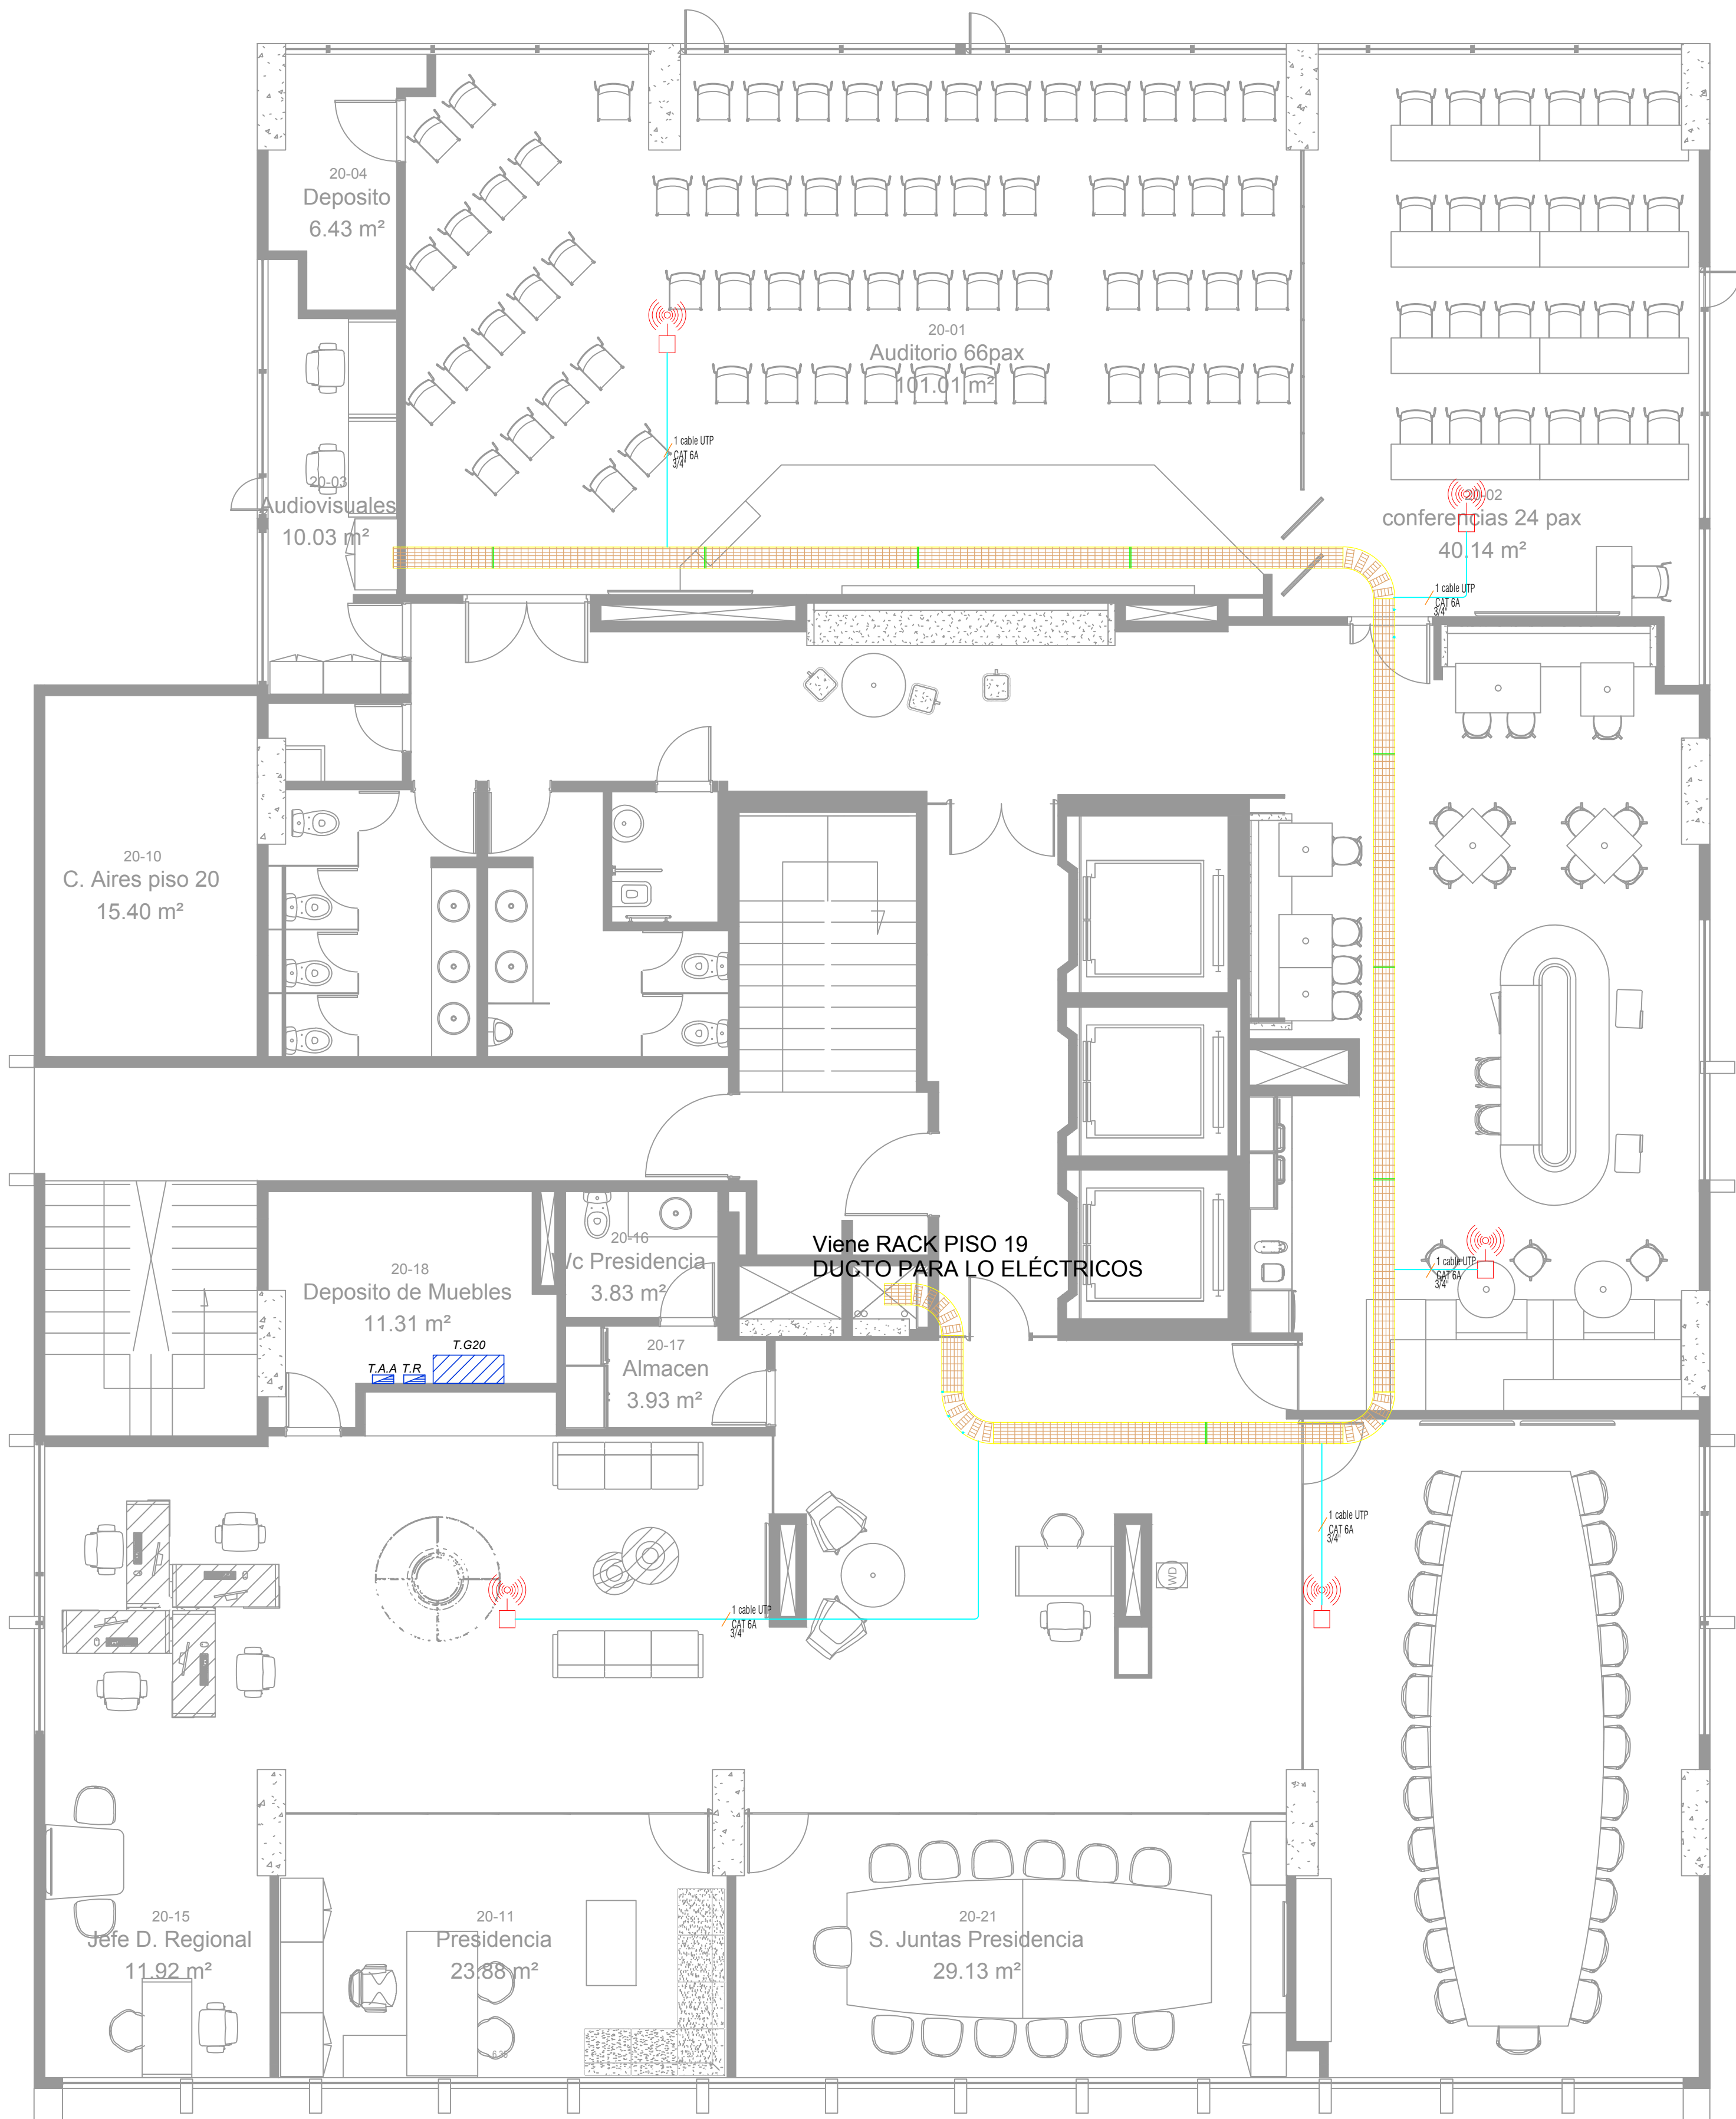 20-04
Deposito
6.43 m²
20-01
Auditorio 66pax
101.01 m²
1 cable UTP
CAT 6A
3/4"
20-03
Audiovisuales
10.03 m²
20-02
conferencias 24 pax
40.14 m²
1 cable UTP
CAT 6A
3/4"
20-10
C. Aires piso 20
15.40 m²
Viene RACK PISO 19
DUCTO PARA LO ELÉCTRICOS
20-16
Wc Presidencia
3.83 m²
1 cable UTP
CAT 6A
3/4"
20-18
Deposito de Muebles
11.31 m²
T.G20
T.A.A
T.R
20-17
Almacen
3.93 m²
1 cable UTP
CAT 6A
3/4"
WD
1 cable UTP
CAT 6A
3/4"
20-15
Jefe D. Regional
11.92 m²
20-11
Presidencia
23.88 m²
20-21
S. Juntas Presidencia
29.13 m²